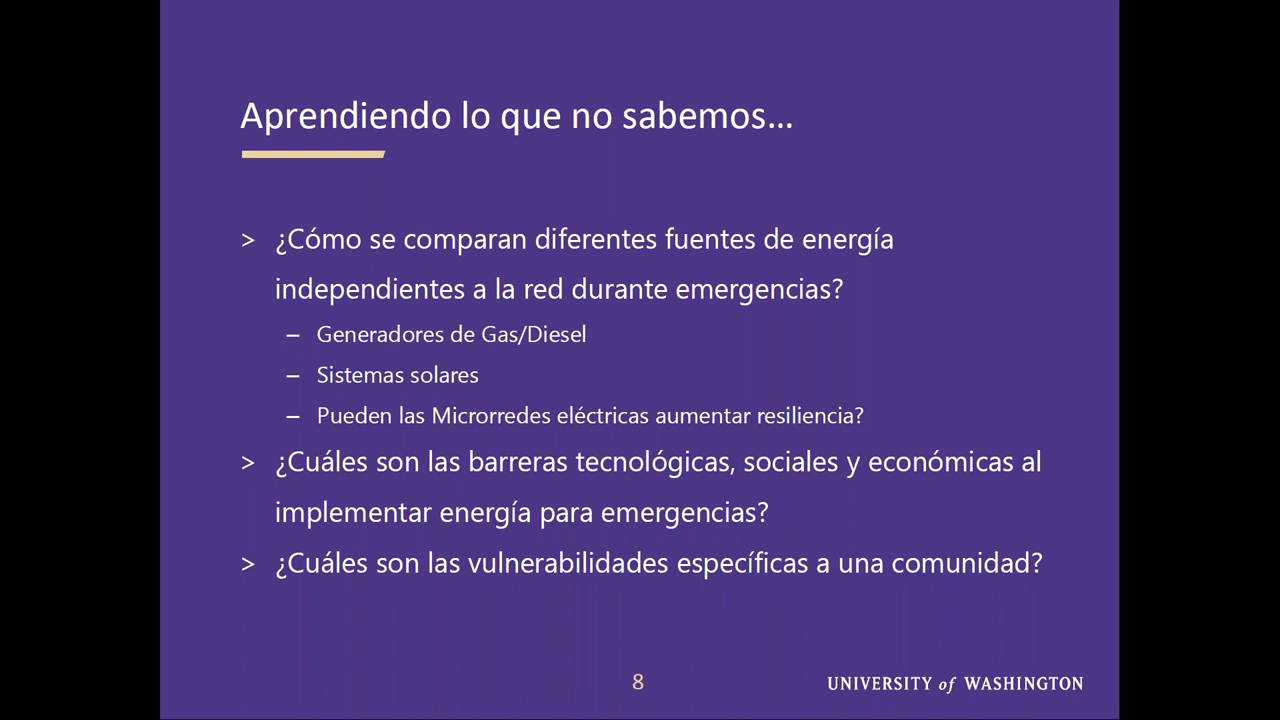 Aprendiendo lo que no sabemos...
> ¿Cómo se comparan diferentes fuentes de energía
independientes a la red durante emergencias?
– Generadores de Gas/Diesel
– Sistemas solares
– Pueden las Microrredes eléctricas aumentar resiliencia?
> ¿Cuáles son las barreras tecnológicas, sociales y económicas al
implementar energía para emergencias?
> ¿Cuáles son las vulnerabilidades específicas a una comunidad?
8
UNIVERSITY of WASHINGTON